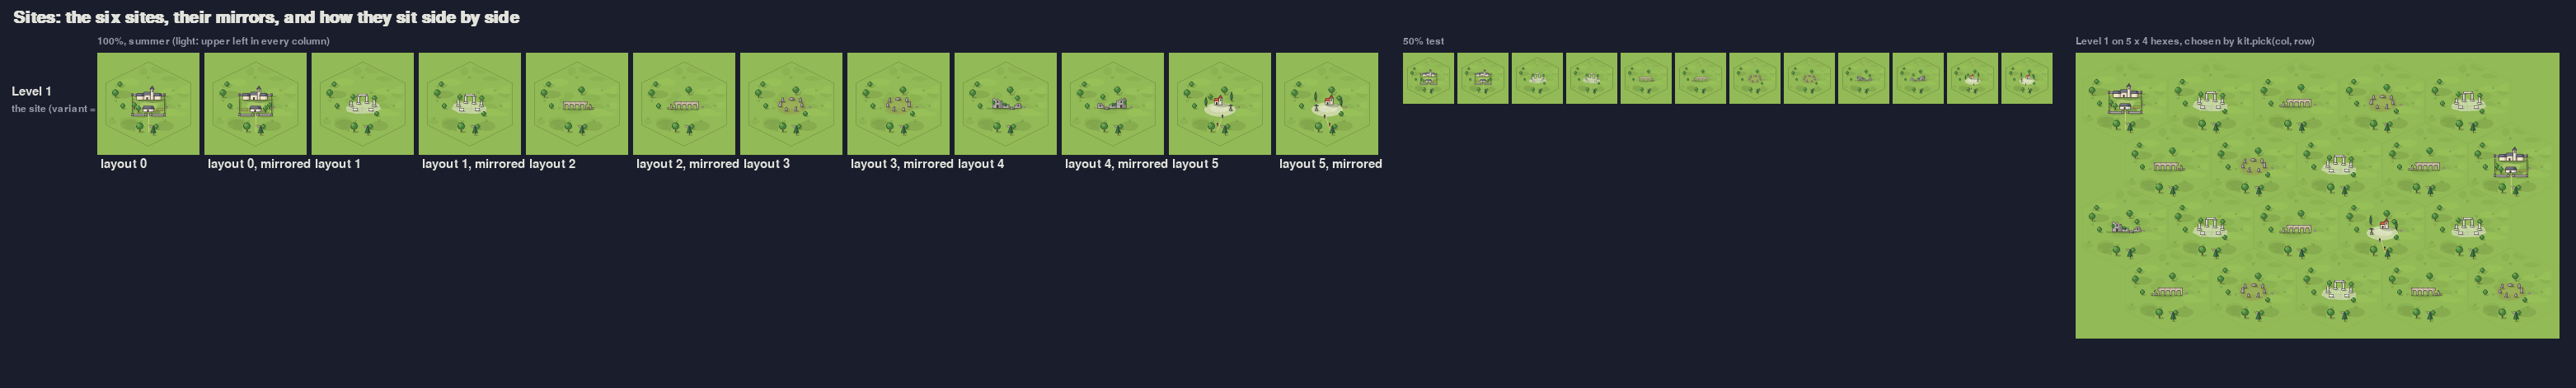 Sites: the six sites, their mirrors, and how they sit side by side
100%, summer (light: upper left in every column)
50% test
Level 1 on 5 x 4 hexes, chosen by kit.pick(col, row)
Level 1
the site (variant =
layout 0
layout 0, mirrored
layout 1
layout 1, mirrored
layout 2
layout 2, mirrored
layout 3
layout 3, mirrored
layout 4
layout 4, mirrored
layout 5
layout 5, mirrored